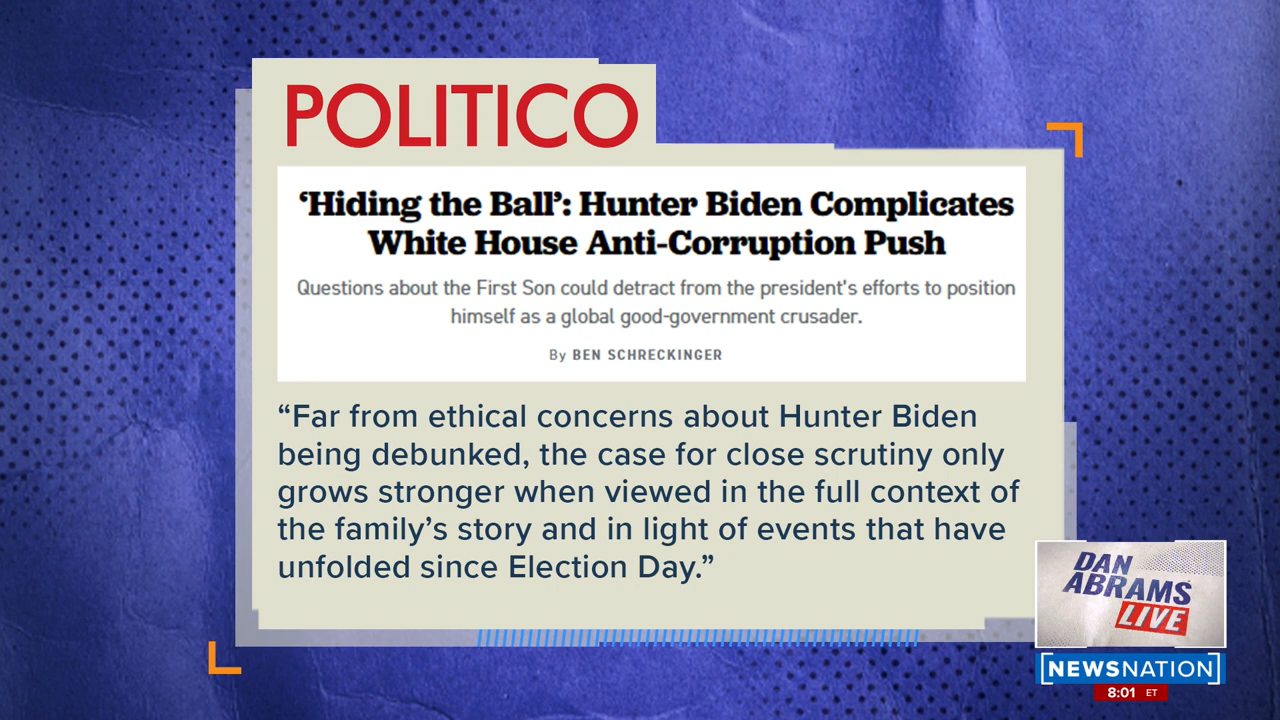 POLITICO
‘Hiding the Ball’: Hunter Biden Complicates
White House Anti-Corruption Push
Questions about the First Son could detract from the president’s efforts to position
himself as a global good-government crusader.
By BEN SCHRECKINGER
“Far from ethical concerns about Hunter Biden
being debunked, the case for close scrutiny only
grows stronger when viewed in the full context of
the family’s story and in light of events that have
unfolded since Election Day.”
DAN
ABRAMS
LIVE
NEWSNATION
8:01 ET